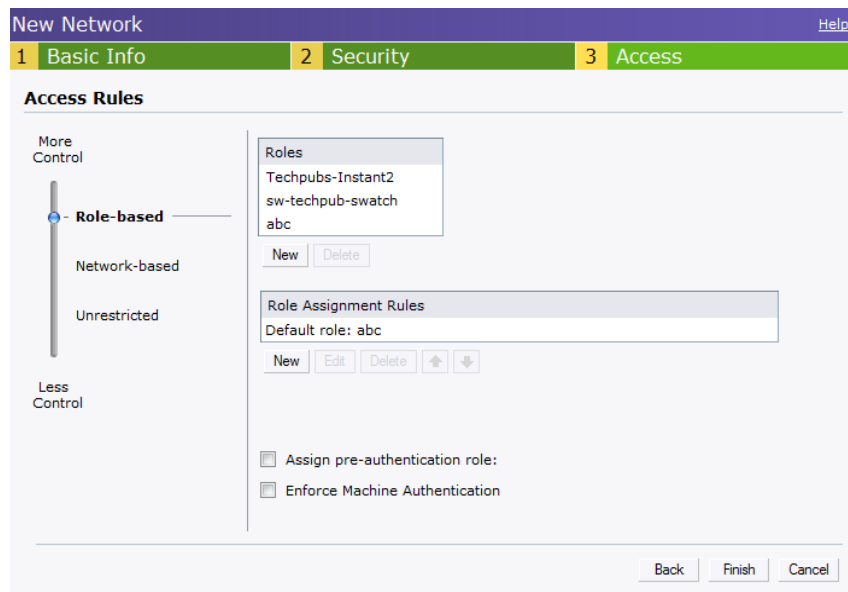 New Network
Help
1 Basic Info
2 Security
3 Access
Access Rules
More
Control
Role-based
Network-based
Unrestricted
Less
Control
Roles
Techpubs-Instant2
sw-techpub-swatch
abc
New
Delete
Role Assignment Rules
Default role: abc
New
Edit
Delete
Assign pre-authentication role:
Enforce Machine Authentication
Back
Finish
Cancel